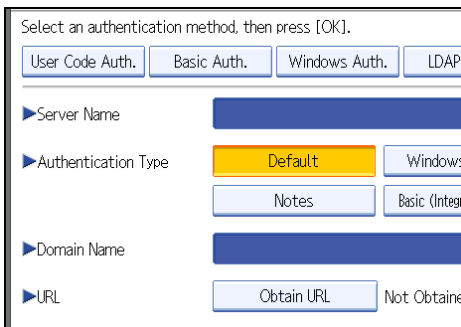 Select an authentication method, then press [OK].
User Code Auth. Basic Auth. Windows Auth. LDAP
Server Name
Authentication Type Default Windows
Notes Basic (Integr
Domain Name
URL Obtain URL Not Obtaine